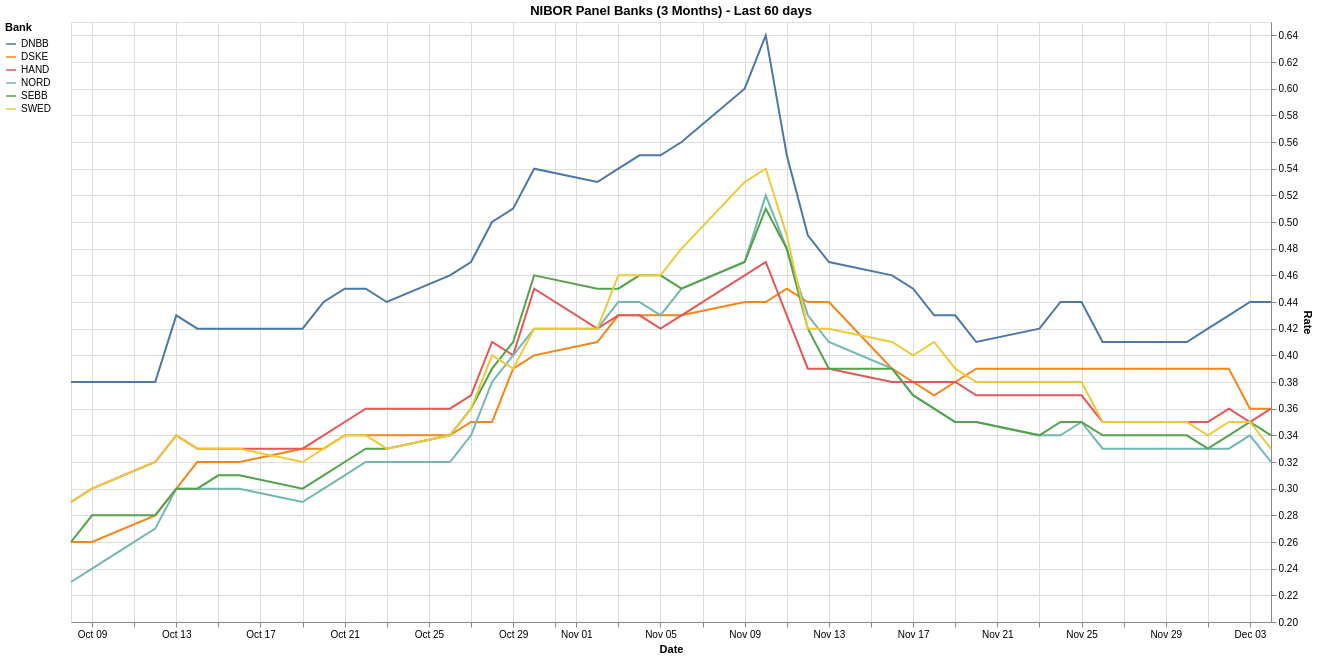 NIBOR Panel Banks (3 Months) - Last 60 days
Bank
DNBB
DSKE
HAND
NORD
SEBB
SWED
0.64
0.62
0.60
0.58
0.56
0.54
0.52
0.50
0.48
0.46
0.44
0.42
0.40
0.38
0.36
0.34
0.32
0.30
0.28
0.26
0.24
0.22
0.20
Rate
Oct 09 Oct 13 Oct 17 Oct 21 Oct 25 Oct 29 Nov 01 Nov 05 Nov 09 Nov 13 Nov 17 Nov 21 Nov 25 Nov 29 Dec 03
Date